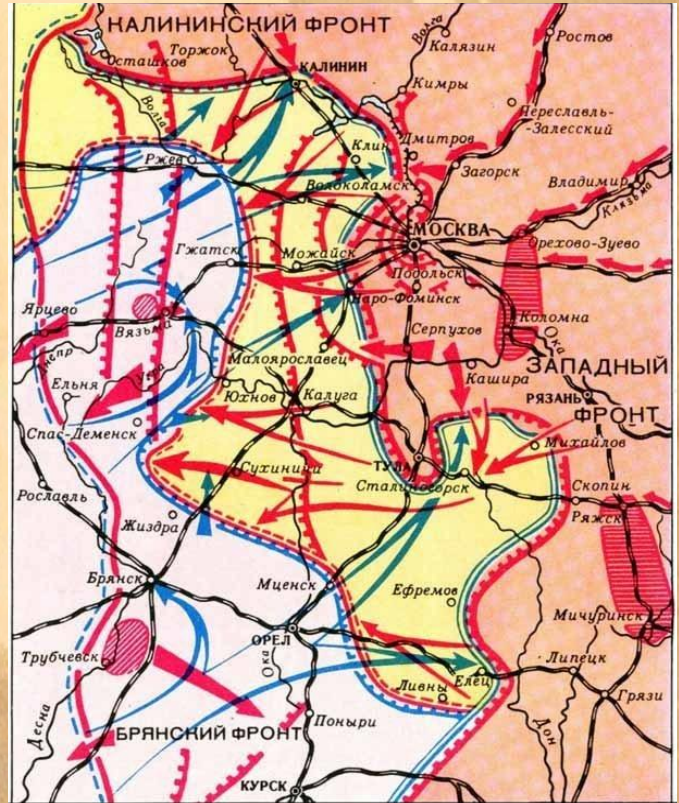 КАЛИНИНСКИЙ ФРОНТ
Осташков
Торжок
КАЛИНИН
Волга
Калязин
Ростов
Кимры
Волга
Переславль-
Залесский
Клин
Дмитров
Ржев
Загорск
Волоколамск
Владимир
Клязьма
МОСКВА
Орехово-Зуево
Гжатск
Можайск
Подольск
Наро-Фоминск
Ярцево
Вязьма
Коломна
Серпухов
Ока
Днепр
Малоярославец
ЗАПАДНЫЙ
ФРОНТ
Ельня
Угра
Кашира
Юхнов
Калуга
РЯЗАНЬ
Спас-Деменск
Михайлов
ТУЛА
Сухиничи
Сталиногорск
Скопин
Рославль
Ряжск
Жиздра
Брянск
Мценск
Ефремов
Мичуринск
ОРЕЛ
Трубчевск
Ока
Липецк
Елец
Ливны
Грязи
Десна
Дон
Поныри
БРЯНСКИЙ ФРОНТ
КУРСК